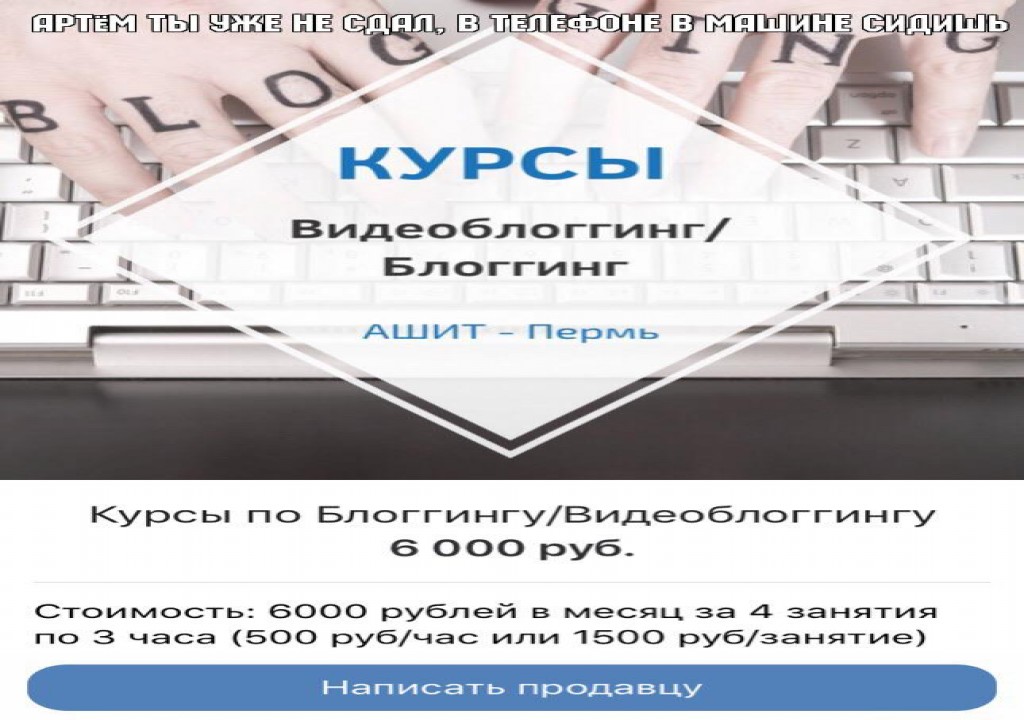 АРТЁМ ТЫ УЖЕ НЕ СДАЛ, В ТЕЛЕФОНЕ В МАШИНЕ СИДИШЬ
BLOGGING
КУРСЫ
Видеоблоггинг/
Блоггинг
АШИТ - Пермь
Курсы по Блоггингу/Видеоблоггингу
6 000 руб.
Стоимость: 6000 рублей в месяц за 4 занятия
по 3 часа (500 руб/час или 1500 руб/занятие)
Написать продавцу